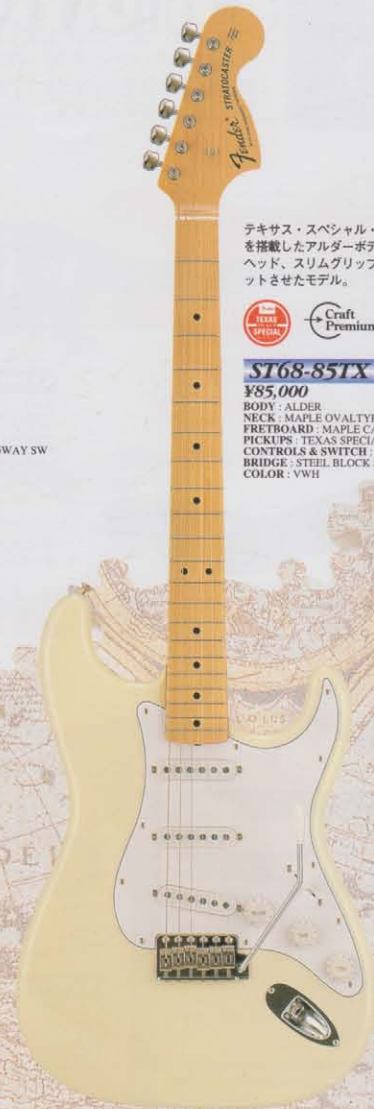 Fender STRATOCASTER
テキサス・スペシャル・
を搭載したアルダーボデ
ヘッド、スリムグリップ
ットさせたモデル。
TEXAS SPECIAL
Craft
Premium
ST68-85TX
¥85,000
BODY : ALDER
NECK : MAPLE OVALTY
FRETBOARD : MAPLE CA
PICKUPS : TEXAS SPECIA
CONTROLS & SWITCH :
BRIDGE : STEEL BLOCK
COLOR : VWH
WAY SW